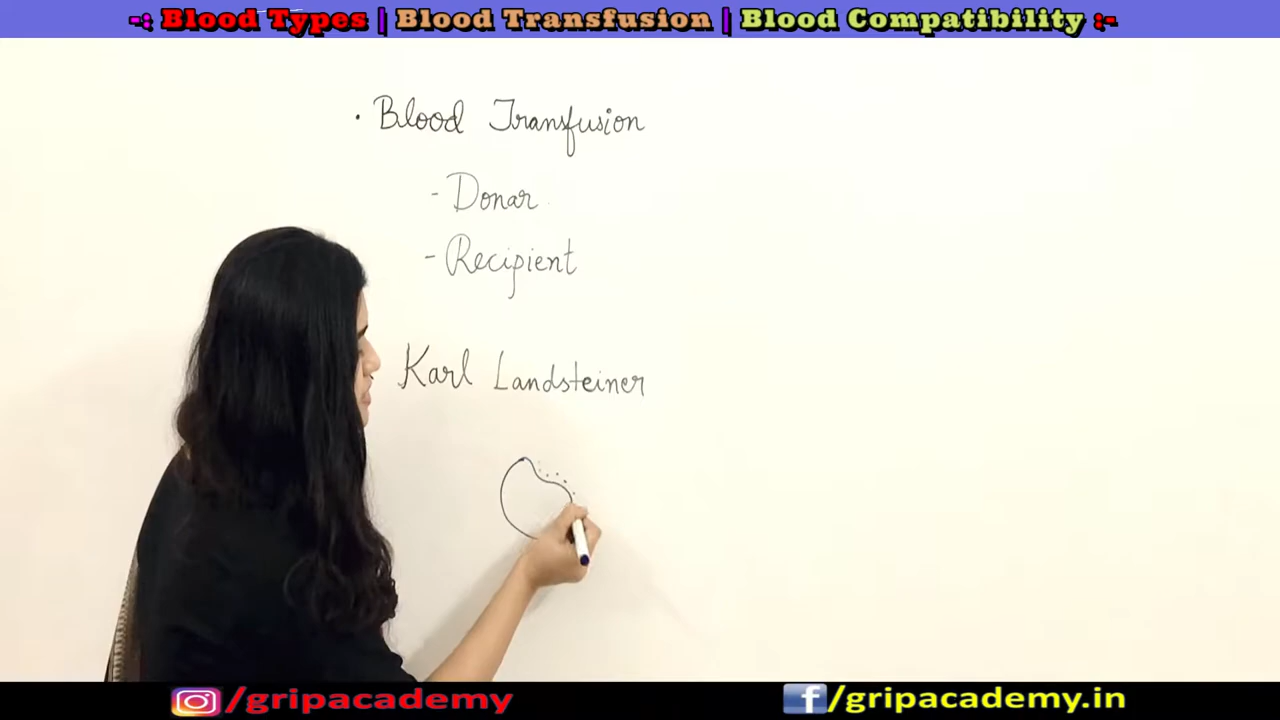 -: Blood Types | Blood Transfusion | Blood Compatibility :-
• Blood Transfusion
- Donar
- Recipient
Karl Landsteiner
/gripacademy
f/gripacademy.in